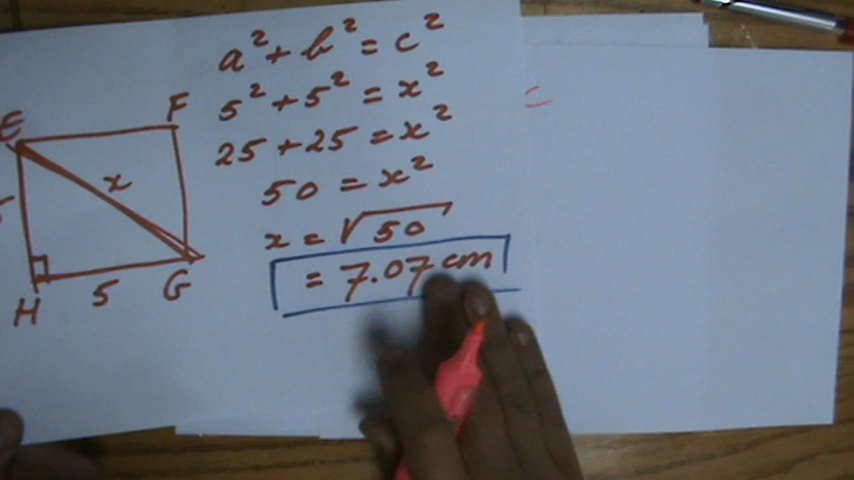 a² + b² = c²
5² + 5² = x²
25 + 25 = x²
50 = x²
x = √50
= 7.07 cm
E
F
x
H
5
G
=